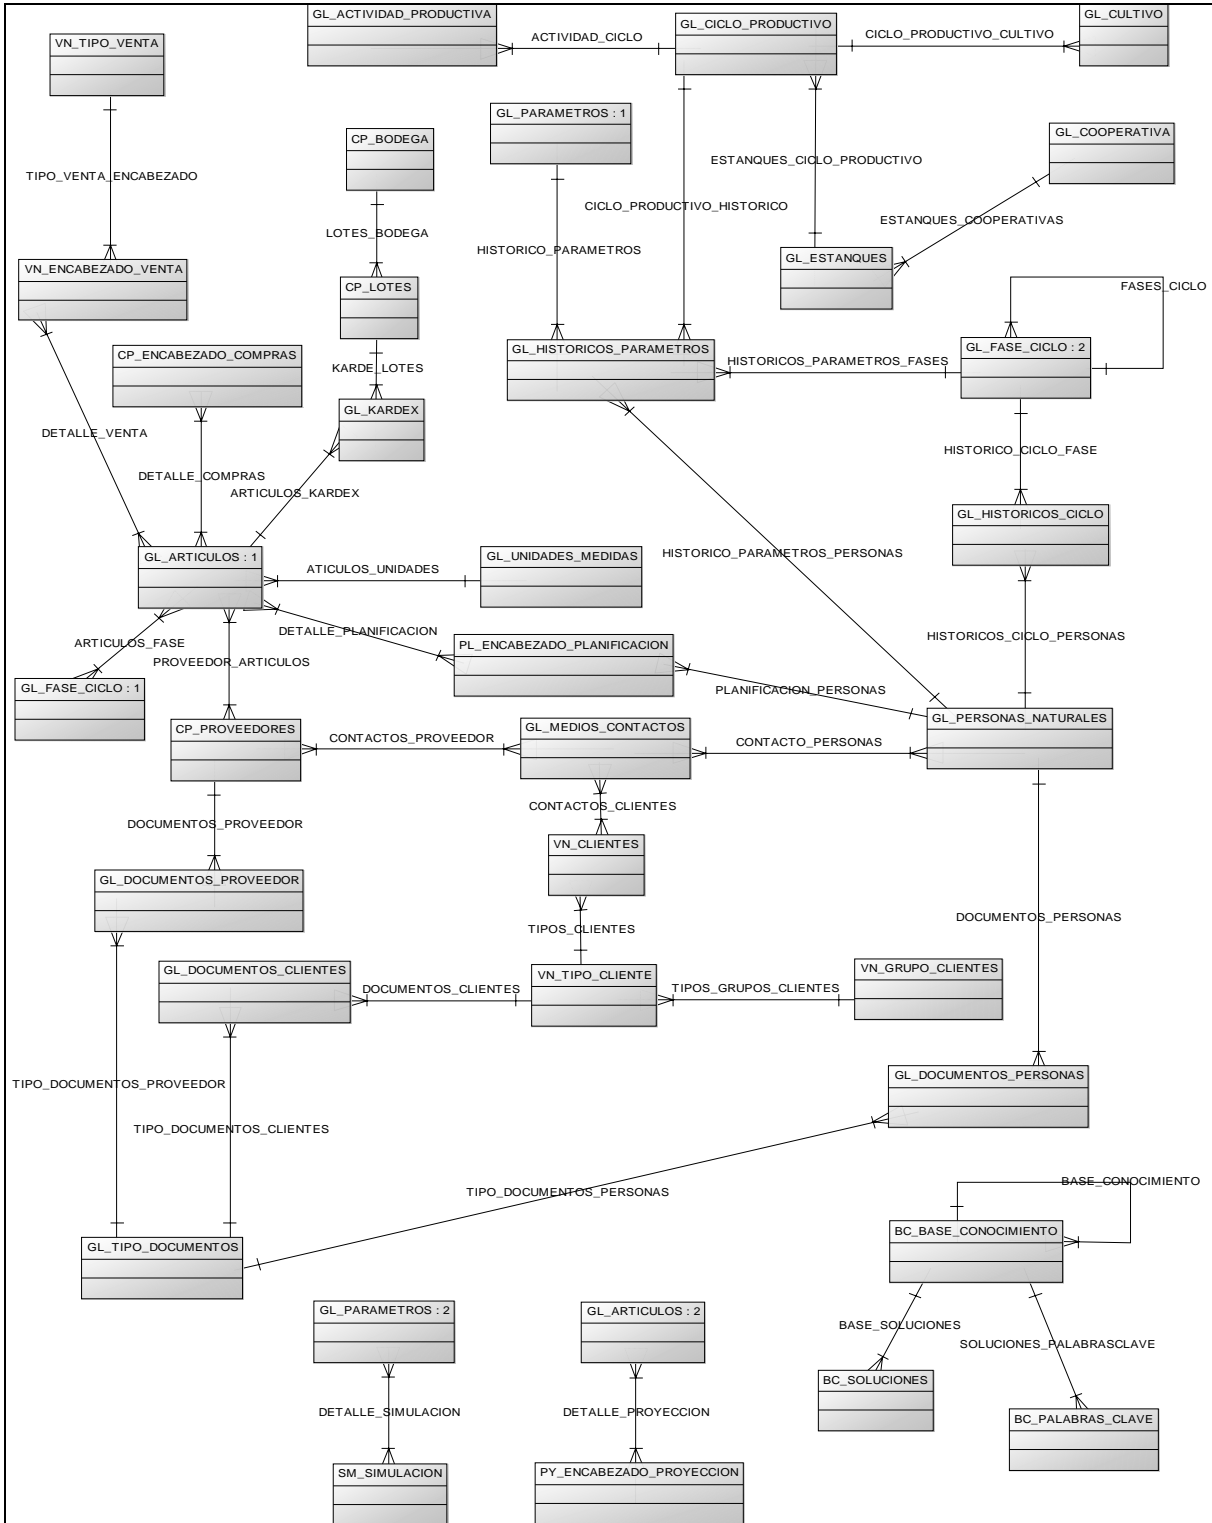 GL_ACTIVIDAD_PRODUCTIVA
GL_CICLO_PRODUCTIVO
GL_CULTIVO
VN_TIPO_VENTA
ACTIVIDAD_CICLO
CICLO_PRODUCTIVO_CULTIVO
GL_PARAMETROS : 1
CP_BODEGA
GL_COOPERATIVA
ESTANQUES_CICLO_PRODUCTIVO
TIPO_VENTA_ENCABEZADO
CICLO_PRODUCTIVO_HISTORICO
ESTANQUES_COOPERATIVAS
LOTES_BODEGA
HISTORICO_PARAMETROS
GL_ESTANQUES
VN_ENCABEZADO_VENTA
CP_LOTES
FASES_CICLO
GL_HISTORICOS_PARAMETROS
GL_FASE_CICLO : 2
CP_ENCABEZADO_COMPRAS
HISTORICOS_PARAMETROS_FASES
KARDE_LOTES
GL_KARDEX
DETALLE_VENTA
HISTORICO_CICLO_FASE
DETALLE_COMPRAS
ARTICULOS_KARDEX
GL_HISTORICOS_CICLO
GL_ARTICULOS : 1
GL_UNIDADES_MEDIDAS
HISTORICO_PARAMETROS_PERSONAS
ATICULOS_UNIDADES
DETALLE_PLANIFICACION
ARTICULOS_FASE
HISTORICOS_CICLO_PERSONAS
PL_ENCABEZADO_PLANIFICACION
PROVEEDOR_ARTICULOS
GL_FASE_CICLO : 1
PLANIFICACION_PERSONAS
GL_PERSONAS_NATURALES
CP_PROVEEDORES
GL_MEDIOS_CONTACTOS
CONTACTOS_PROVEEDOR
CONTACTO_PERSONAS
CONTACTOS_CLIENTES
DOCUMENTOS_PROVEEDOR
VN_CLIENTES
GL_DOCUMENTOS_PROVEEDOR
DOCUMENTOS_PERSONAS
TIPOS_CLIENTES
GL_DOCUMENTOS_CLIENTES
VN_TIPO_CLIENTE
VN_GRUPO_CLIENTES
DOCUMENTOS_CLIENTES
TIPOS_GRUPOS_CLIENTES
GL_DOCUMENTOS_PERSONAS
TIPO_DOCUMENTOS_PROVEEDOR
TIPO_DOCUMENTOS_CLIENTES
TIPO_DOCUMENTOS_PERSONAS
BASE_CONOCIMIENTO
BC_BASE_CONOCIMIENTO
GL_TIPO_DOCUMENTOS
GL_PARAMETROS : 2
GL_ARTICULOS : 2
BASE_SOLUCIONES
SOLUCIONES_PALABRASCLAVE
BC_SOLUCIONES
DETALLE_SIMULACION
DETALLE_PROYECCION
BC_PALABRAS_CLAVE
SM_SIMULACION
PY_ENCABEZADO_PROYECCION